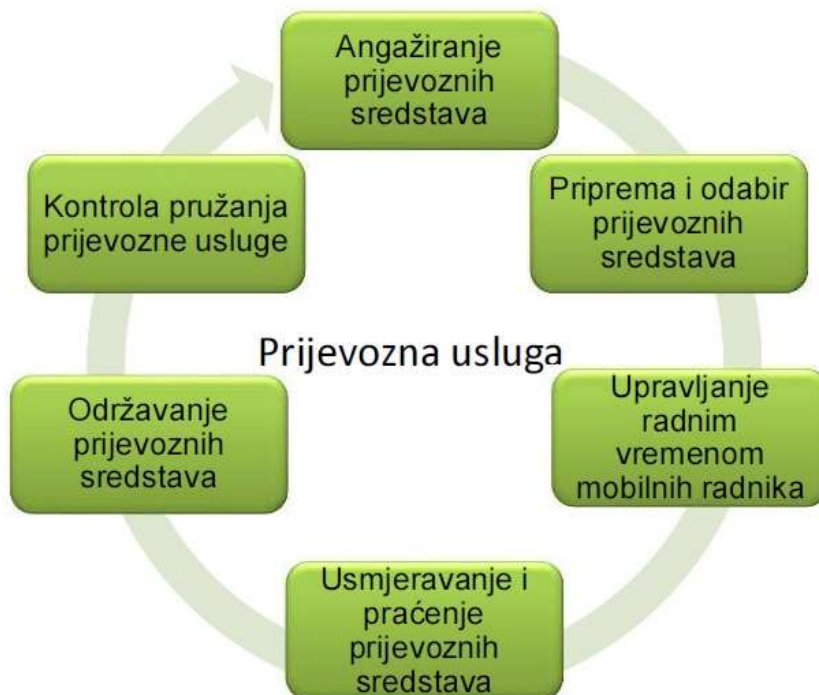 Angažiranje
prijevoznih
sredstava
Priprema i odabir
prijevoznih
sredstava
Upravljanje
radnim
vremenom
mobilnih radnika
Usmjeravanje i
praćenje
prijevoznih
sredstava
Održavanje
prijevoznih
sredstava
Kontrola pružanja
prijevozne usluge
Prijevozna usluga